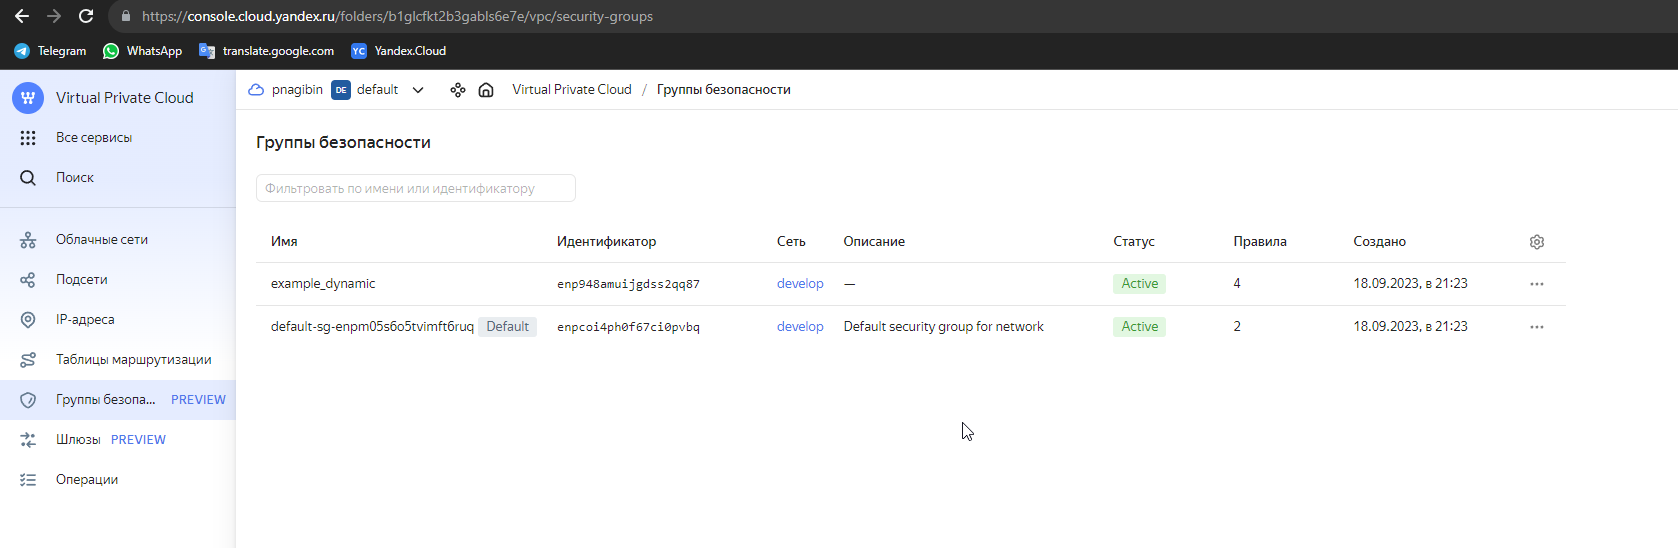 https://console.cloud.yandex.ru/folders/b1glcfkt2b3gabls6e7e/vpc/security-groups
Telegram WhatsApp translate.google.com YC Yandex.Cloud
Virtual Private Cloud
Все сервисы
Поиск
Облачные сети
Подсети
IP-адреса
Таблицы маршрутизации
Группы безопа... PREVIEW
Шлюзы PREVIEW
Операции
pnagibin DE default Virtual Private Cloud / Группы безопасности
Группы безопасности
Фильтровать по имени или идентификатору
Имя Идентификатор Сеть Описание Статус Правила Создано
example_dynamic enp948amuijgdss2qq87 develop — Active 4 18.09.2023, в 21:23
default-sg-enpm05s6o5tvimft6ruq Default enpcoi4ph0f67ci0pvbq develop Default security group for network Active 2 18.09.2023, в 21:23